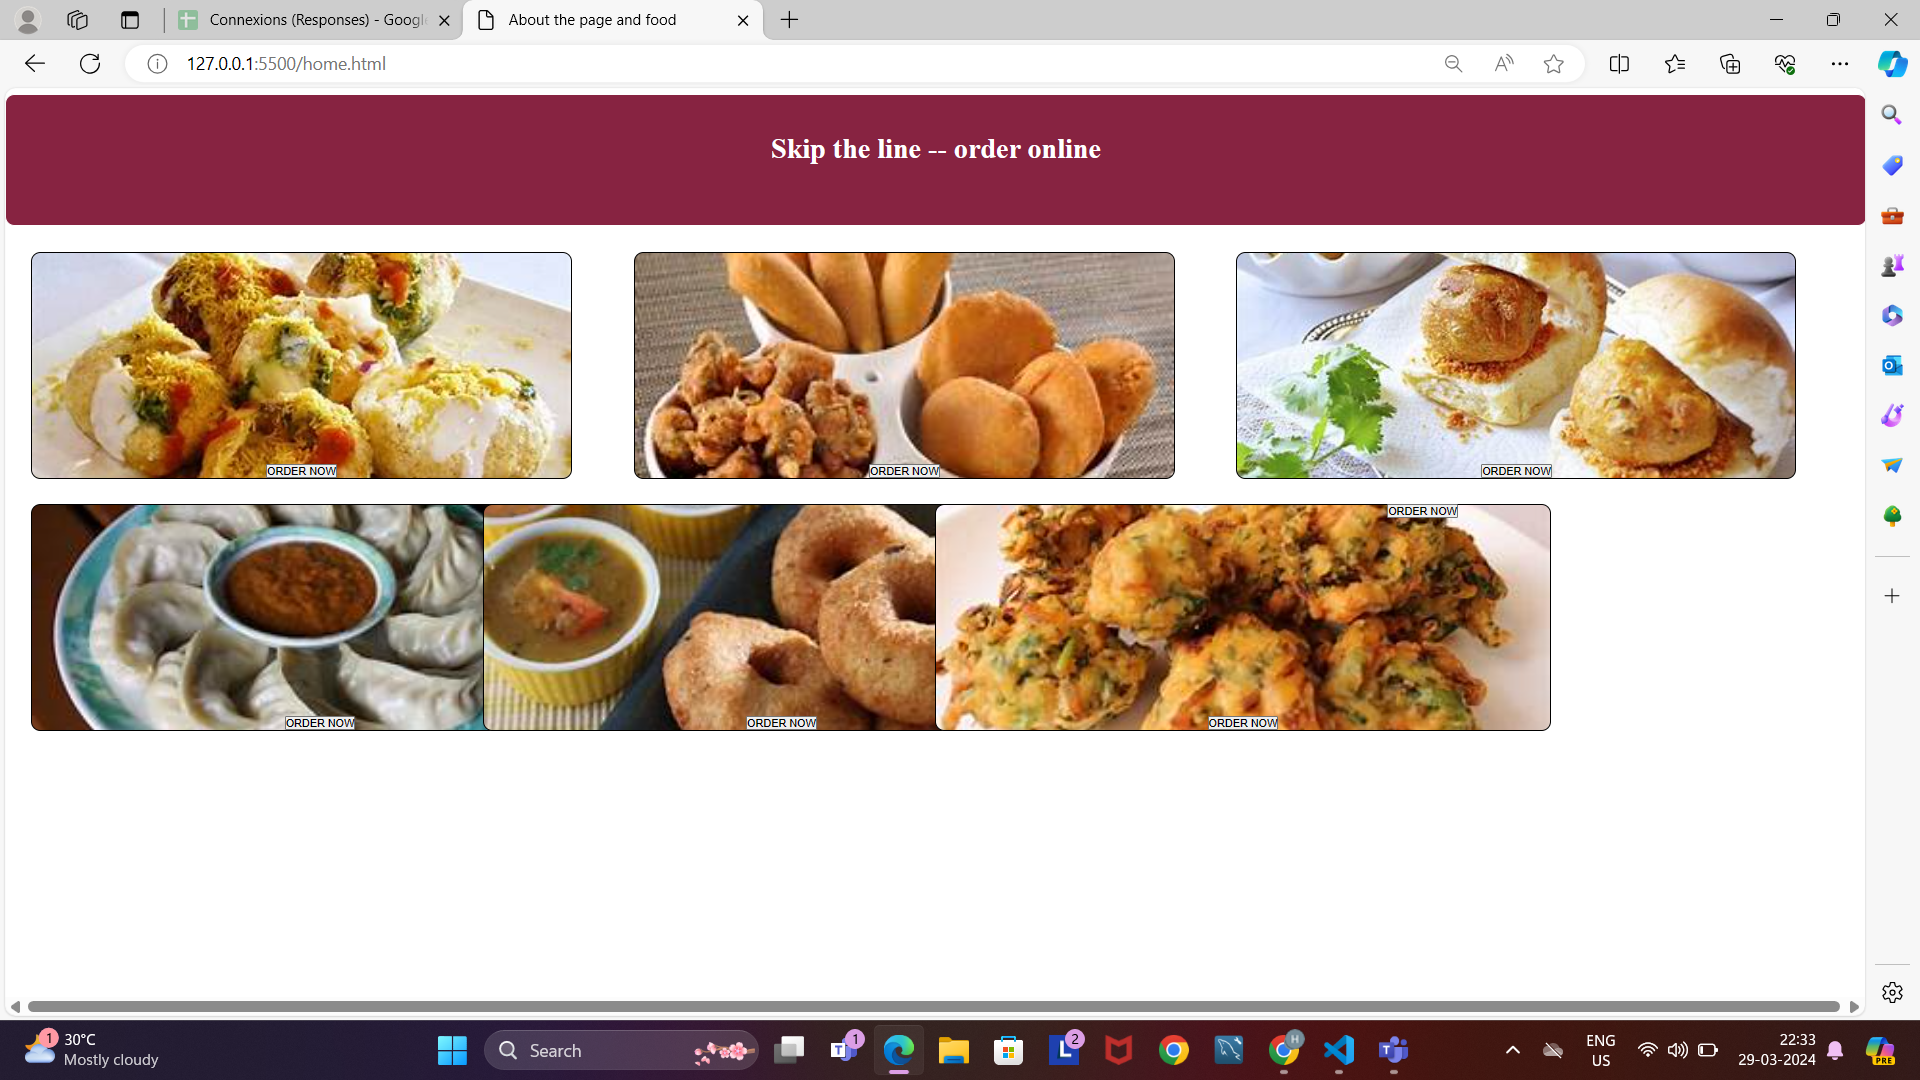 Connexions (Responses) - Googl
About the page and food
127.0.0.1:5500/home.html
Skip the line -- order online
ORDER NOW
ORDER NOW
ORDER NOW
ORDER NOW
ORDER NOW
ORDER NOW
ORDER NOW
1
30°C
Mostly cloudy
Search
1
2
H
ENG
US
22:33
29-03-2024
PRE